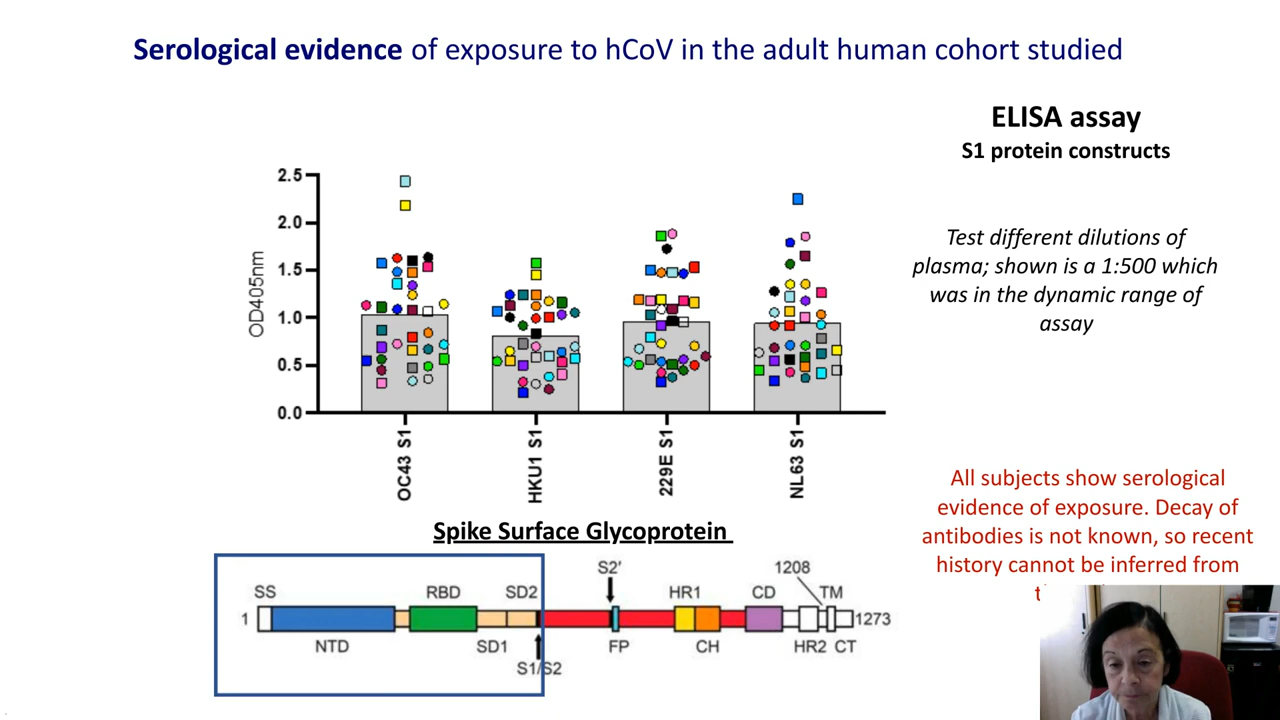 Serological evidence of exposure to hCoV in the adult human cohort studied
ELISA assay
S1 protein constructs
Test different dilutions of
plasma; shown is a 1:500 which
was in the dynamic range of
assay
All subjects show serological
evidence of exposure. Decay of
antibodies is not known, so recent
history cannot be inferred from
OD405nm
2.5
2.0
1.5
1.0
0.5
0.0
OC43 S1
HKU1 S1
229E S1
NL63 S1
Spike Surface Glycoprotein
S2' 1208
SS RBD SD2 HR1 CD TM
1 1273
NTD SD1 FP CH HR2 CT
S1/S2